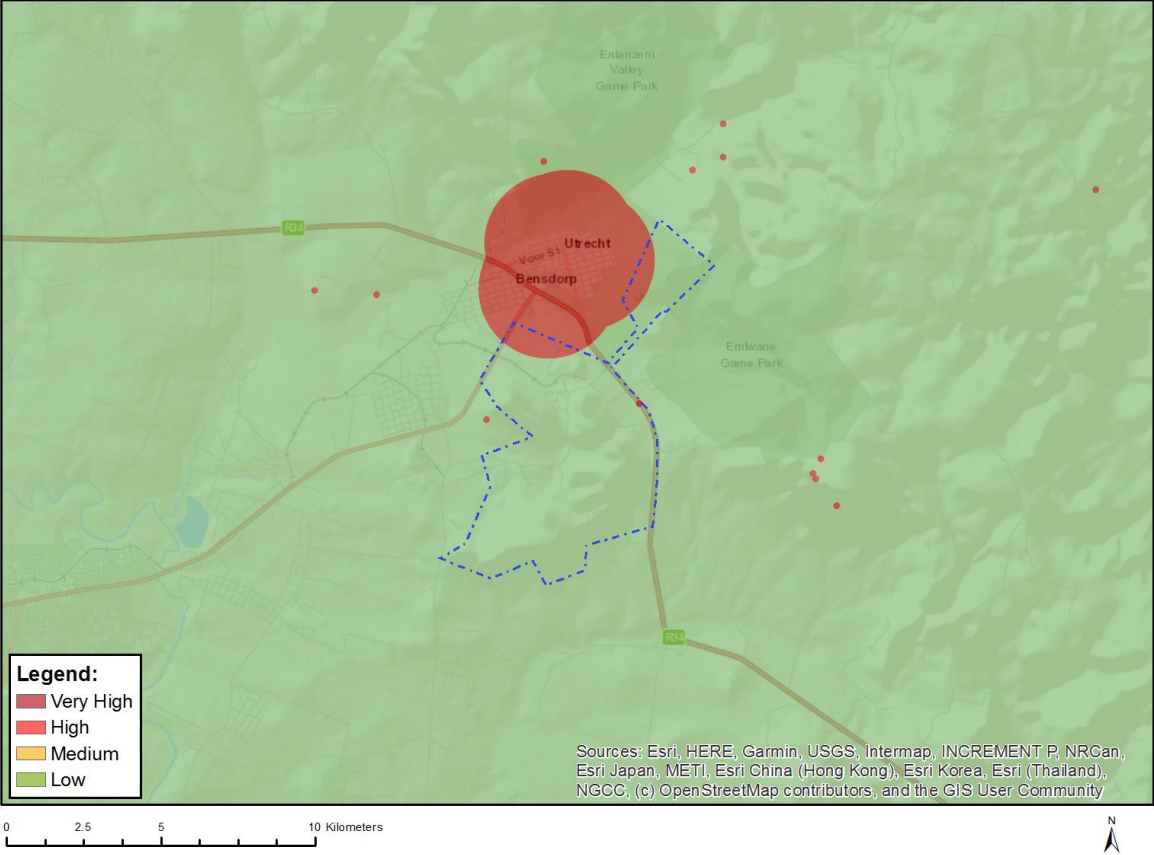 Enlanzeni
Valley
Game Park
R34
Utrecht
Voor St
Bensdorp
Emlwane
Game Park
R34
Legend:
Very High
High
Medium
Low
Sources: Esri, HERE, Garmin, USGS, Intermap, INCREMENT P, NRCan,
Esri Japan, METI, Esri China (Hong Kong), Esri Korea, Esri (Thailand),
NGCC, (c) OpenStreetMap contributors, and the GIS User Community
0 2.5 5 10 Kilometers
N